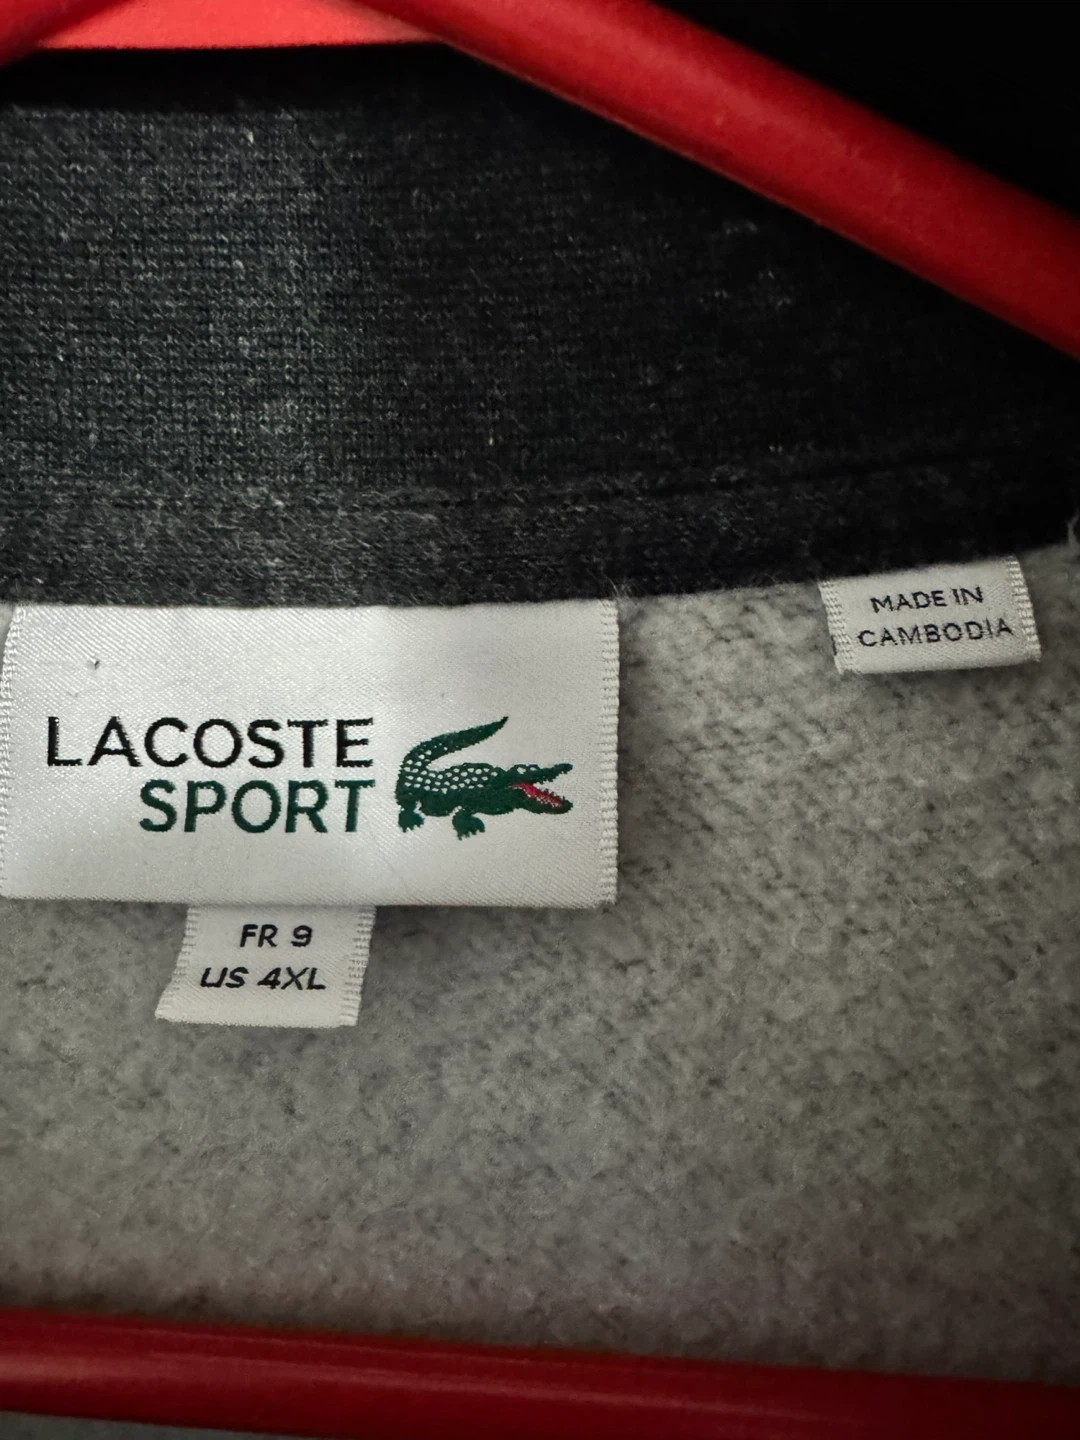 LACOSTE
SPORT
FR 9
US 4XL
MADE IN
CAMBODIA